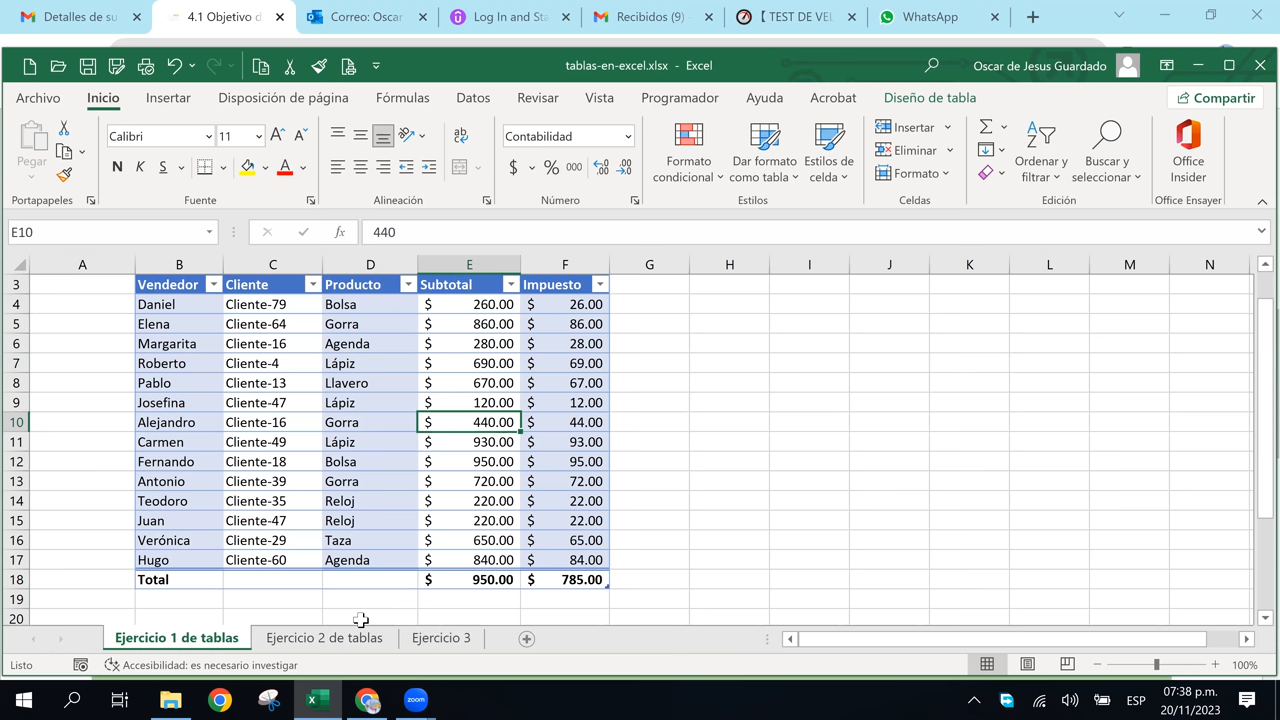 Detalles de su
4.1 Objetivo d
Correo: Oscar
Log In and Sta
Recibidos (9)
【 TEST DE VEL
WhatsApp
tablas-en-excel.xlsx - Excel
Oscar de Jesus Guardado
Archivo Inicio Insertar Disposición de página Fórmulas Datos Revisar Vista Programador Ayuda Acrobat Diseño de tabla Compartir
Pegar
Calibri 11
N K S
ab
Contabilidad
$ % 000
Formato condicional
Dar formato como tabla
Estilos de celda
Insertar
Eliminar
Formato
Ordenar y filtrar
Buscar y seleccionar
Office Insider
Portapapeles Fuente Alineación Número Estilos Celdas Edición Office Ensayer
E10 fx 440
A B C D E F G H I J K L M N
3 Vendedor Cliente Producto Subtotal Impuesto
4 Daniel Cliente-79 Bolsa $ 260.00 $ 26.00
5 Elena Cliente-64 Gorra $ 860.00 $ 86.00
6 Margarita Cliente-16 Agenda $ 280.00 $ 28.00
7 Roberto Cliente-4 Lápiz $ 690.00 $ 69.00
8 Pablo Cliente-13 Llavero $ 670.00 $ 67.00
9 Josefina Cliente-47 Lápiz $ 120.00 $ 12.00
10 Alejandro Cliente-16 Gorra $ 440.00 $ 44.00
11 Carmen Cliente-49 Lápiz $ 930.00 $ 93.00
12 Fernando Cliente-18 Bolsa $ 950.00 $ 95.00
13 Antonio Cliente-39 Gorra $ 720.00 $ 72.00
14 Teodoro Cliente-35 Reloj $ 220.00 $ 22.00
15 Juan Cliente-47 Reloj $ 220.00 $ 22.00
16 Verónica Cliente-29 Taza $ 650.00 $ 65.00
17 Hugo Cliente-60 Agenda $ 840.00 $ 84.00
18 Total $ 950.00 $ 785.00
19
20
Ejercicio 1 de tablas Ejercicio 2 de tablas Ejercicio 3
Listo Accesibilidad: es necesario investigar 100%
zoom
ESP
07:38 p.m.
20/11/2023